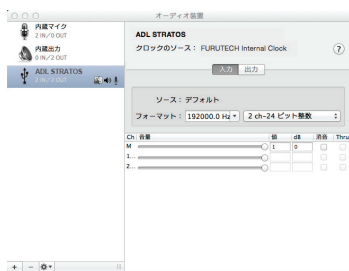 オーディオ装置
内蔵マイク
2 IN/0 OUT
内蔵出力
0 IN/2 OUT
ADL STRATOS
2 IN/2 OUT
ADL STRATOS
クロックのソース： FURUTECH Internal Clock
?
入力 出力
ソース： デフォルト
フォーマット： 192000.0 Hz 2 ch-24 ビット整数
Ch 音量 値 dB 消音 Thru
M 1 0
1...
2...